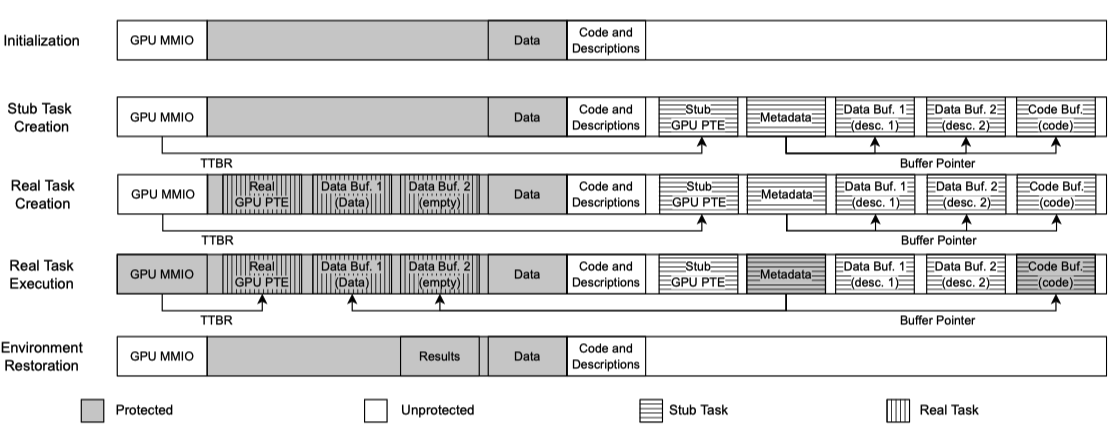 Initialization
GPU MMIO
Data
Code and
Descriptions
Stub Task
Creation
GPU MMIO
Data
Code and
Descriptions
Stub
GPU PTE
Metadata
Data Buf. 1
(desc. 1)
Data Buf. 2
(desc. 2)
Code Buf.
(code)
TTBR
Buffer Pointer
Real Task
Creation
GPU MMIO
Real
GPU PTE
Data Buf. 1
(Data)
Data Buf. 2
(empty)
Data
Code and
Descriptions
Stub
GPU PTE
Metadata
Data Buf. 1
(desc. 1)
Data Buf. 2
(desc. 2)
Code Buf.
(code)
TTBR
Buffer Pointer
Real Task
Execution
GPU MMIO
Real
GPU PTE
Data Buf. 1
(Data)
Data Buf. 2
(empty)
Data
Code and
Descriptions
Stub
GPU PTE
Metadata
Data Buf. 1
(desc. 1)
Data Buf. 2
(desc. 2)
Code Buf.
(code)
TTBR
Buffer Pointer
Environment
Restoration
GPU MMIO
Results
Data
Code and
Descriptions
Protected
Unprotected
Stub Task
Real Task